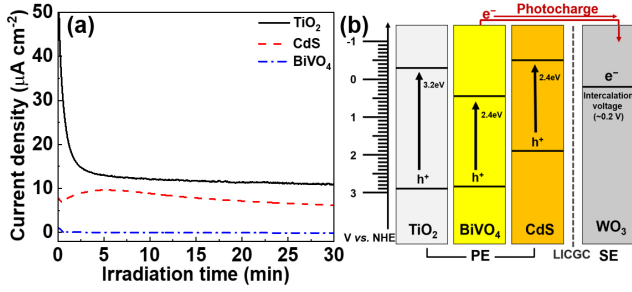 (a)
TiO₂
CdS
BiVO₄
Current density (μA cm⁻²)
50
40
30
20
10
0
0 5 10 15 20 25 30
Irradiation time (min)
(b)
e⁻ Photocharge
-1
0
1
2
3
V vs. NHE
3.2eV
h⁺
TiO₂
2.4eV
h⁺
BiVO₄
2.4eV
h⁺
CdS
e⁻
Intercalation
voltage
(~0.2 V)
WO₃
PE
LICGC
SE